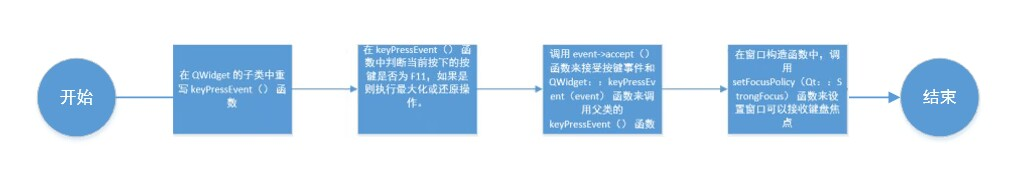 开始
在 QWidget 的子类中重
写 keyPressEvent（） 函
数
在 keyPressEvent（） 函
数中判断当前按下的按
键是否为 F11，如果是
则执行最大化或还原操
作。
调用 event->accept（）
函数来接受按键事件和
QWidget：：keyPressEv
ent（event） 函数来调
用父类的
keyPressEvent（） 函数
在窗口构造函数中，调
用
setFocusPolicy（Qt：：S
trongFocus） 函数来设
置窗口可以接收键盘焦
点
结束